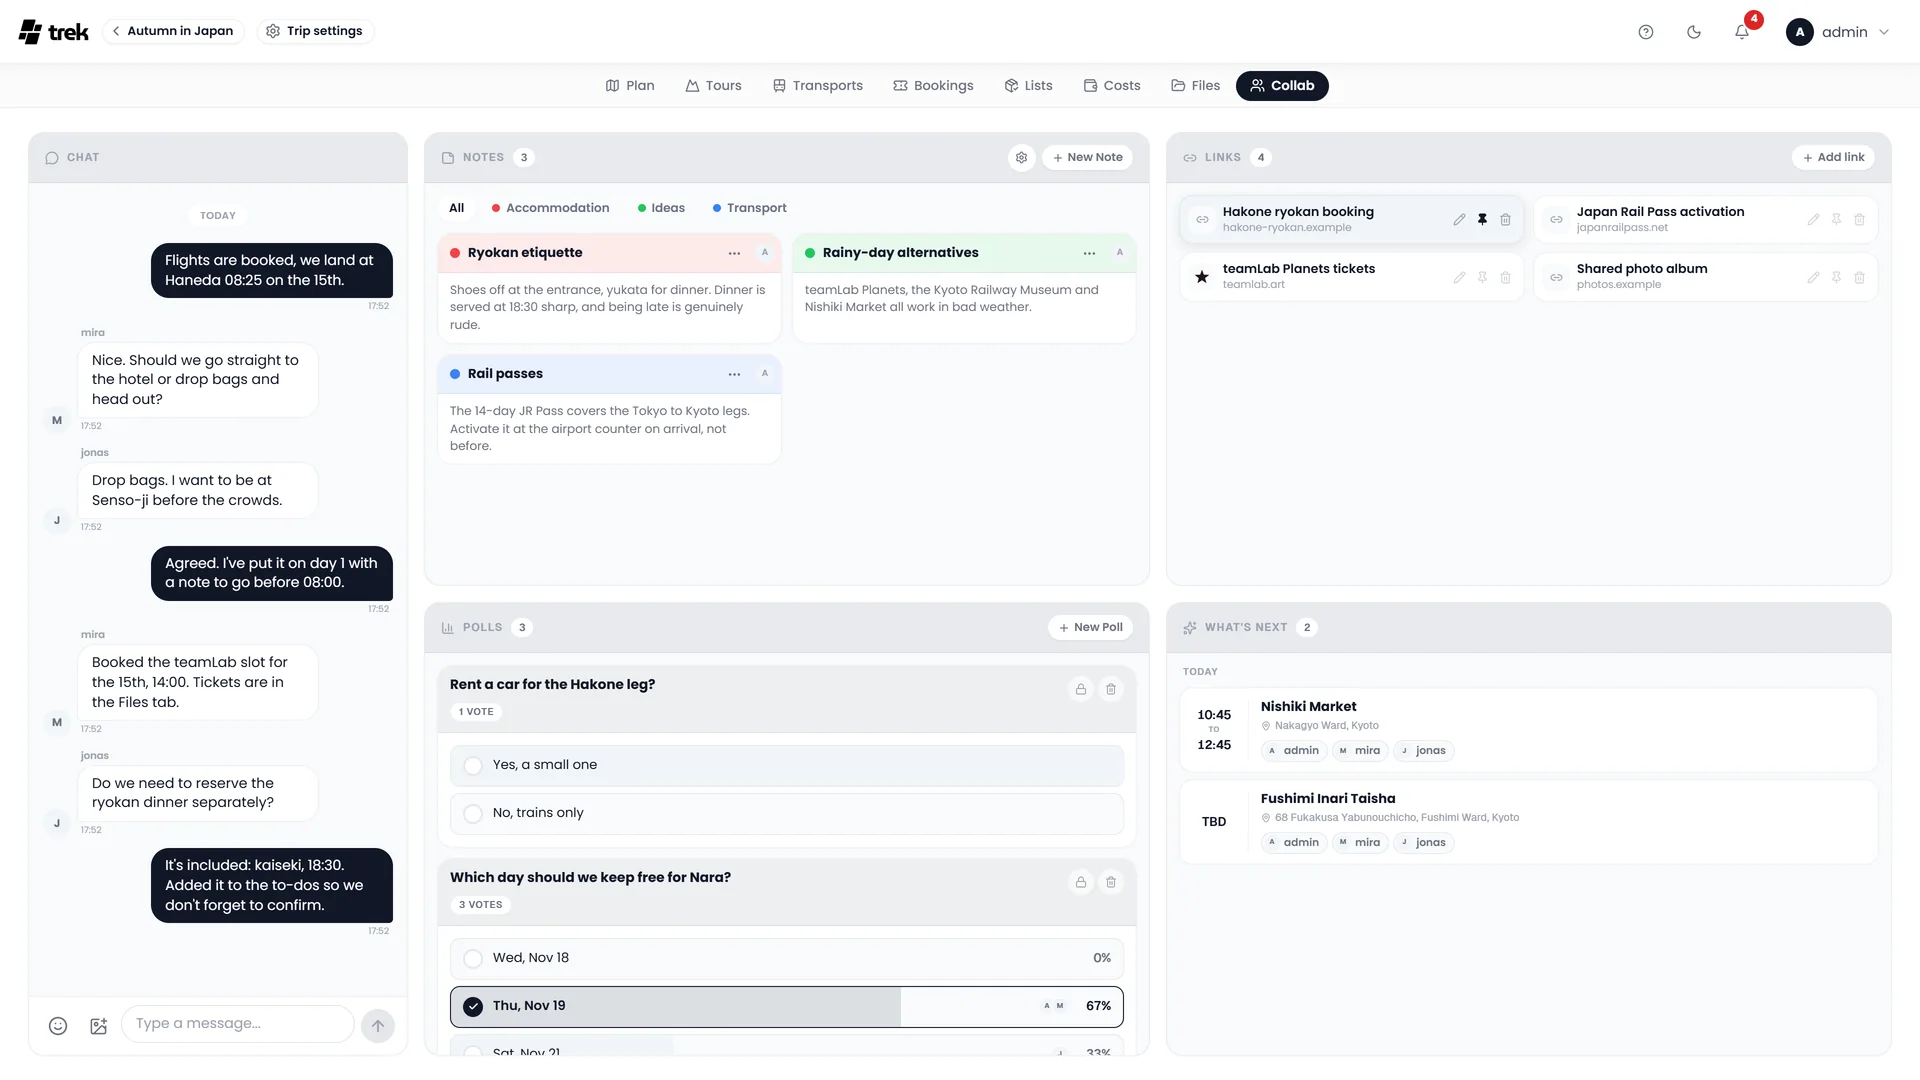 trek
Autumn in Japan
Trip settings
4
A
admin
Plan
Tours
Transports
Bookings
Lists
Costs
Files
Collab
CHAT
TODAY
Flights are booked, we land at
Haneda 08:25 on the 15th.
17:52
mira
Nice. Should we go straight to
the hotel or drop bags and
head out?
M
17:52
jonas
Drop bags. I want to be at
Senso-ji before the crowds.
J
17:52
Agreed. I've put it on day 1 with
a note to go before 08:00.
17:52
mira
Booked the teamLab slot for
the 15th, 14:00. Tickets are in
the Files tab.
M
17:52
jonas
Do we need to reserve the
ryokan dinner separately?
J
17:52
It's included: kaiseki, 18:30.
Added it to the to-dos so we
don't forget to confirm.
17:52
Type a message...
NOTES 3
New Note
All
Accommodation
Ideas
Transport
Ryokan etiquette
A
Shoes off at the entrance, yukata for dinner. Dinner is
served at 18:30 sharp, and being late is genuinely
rude.
Rainy-day alternatives
A
teamLab Planets, the Kyoto Railway Museum and
Nishiki Market all work in bad weather.
Rail passes
A
The 14-day JR Pass covers the Tokyo to Kyoto legs.
Activate it at the airport counter on arrival, not
before.
LINKS 4
Add link
Hakone ryokan booking
hakone-ryokan.example
Japan Rail Pass activation
japanrailpass.net
teamLab Planets tickets
teamlab.art
Shared photo album
photos.example
POLLS 3
New Poll
Rent a car for the Hakone leg?
1 VOTE
Yes, a small one
No, trains only
Which day should we keep free for Nara?
3 VOTES
Wed, Nov 18
0%
Thu, Nov 19
A M
67%
Sat, Nov 21
J
33%
WHAT'S NEXT 2
TODAY
10:45
TO
12:45
Nishiki Market
Nakagyo Ward, Kyoto
A admin
M mira
J jonas
TBD
Fushimi Inari Taisha
68 Fukakusa Yabunouchicho, Fushimi Ward, Kyoto
A admin
M mira
J jonas